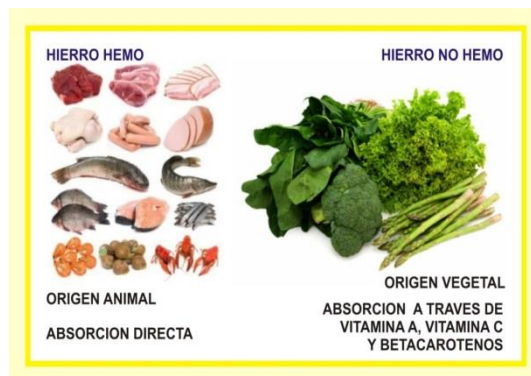 HIERRO HEMO
ORIGEN ANIMAL
ABSORCION DIRECTA
HIERRO NO HEMO
ORIGEN VEGETAL
ABSORCION A TRAVES DE
VITAMINA A, VITAMINA C
Y BETACAROTENOS